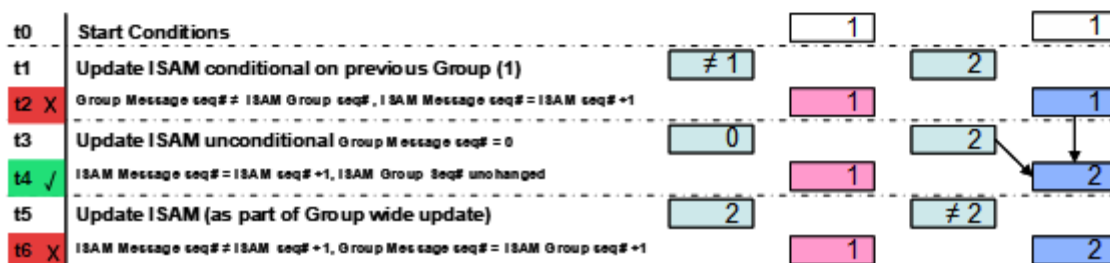 t0 Start Conditions 1 1
t1 Update ISAM conditional on previous Group (1) ≠ 1 2
t2 X Group Message seq# ≠ ISAM Group seq#, ISAM Message seq# = ISAM seq# +1 1 1
t3 Update ISAM unconditional Group Message seq# = 0 0 2
t4 √ ISAM Message seq# = ISAM seq# +1, ISAM Group Seq# unchanged 1 2
t5 Update ISAM (as part of Group wide update) 2 ≠ 2
t6 X ISAM Message seq# ≠ ISAM seq# +1, Group Message seq# = ISAM Group seq# +1 1 2